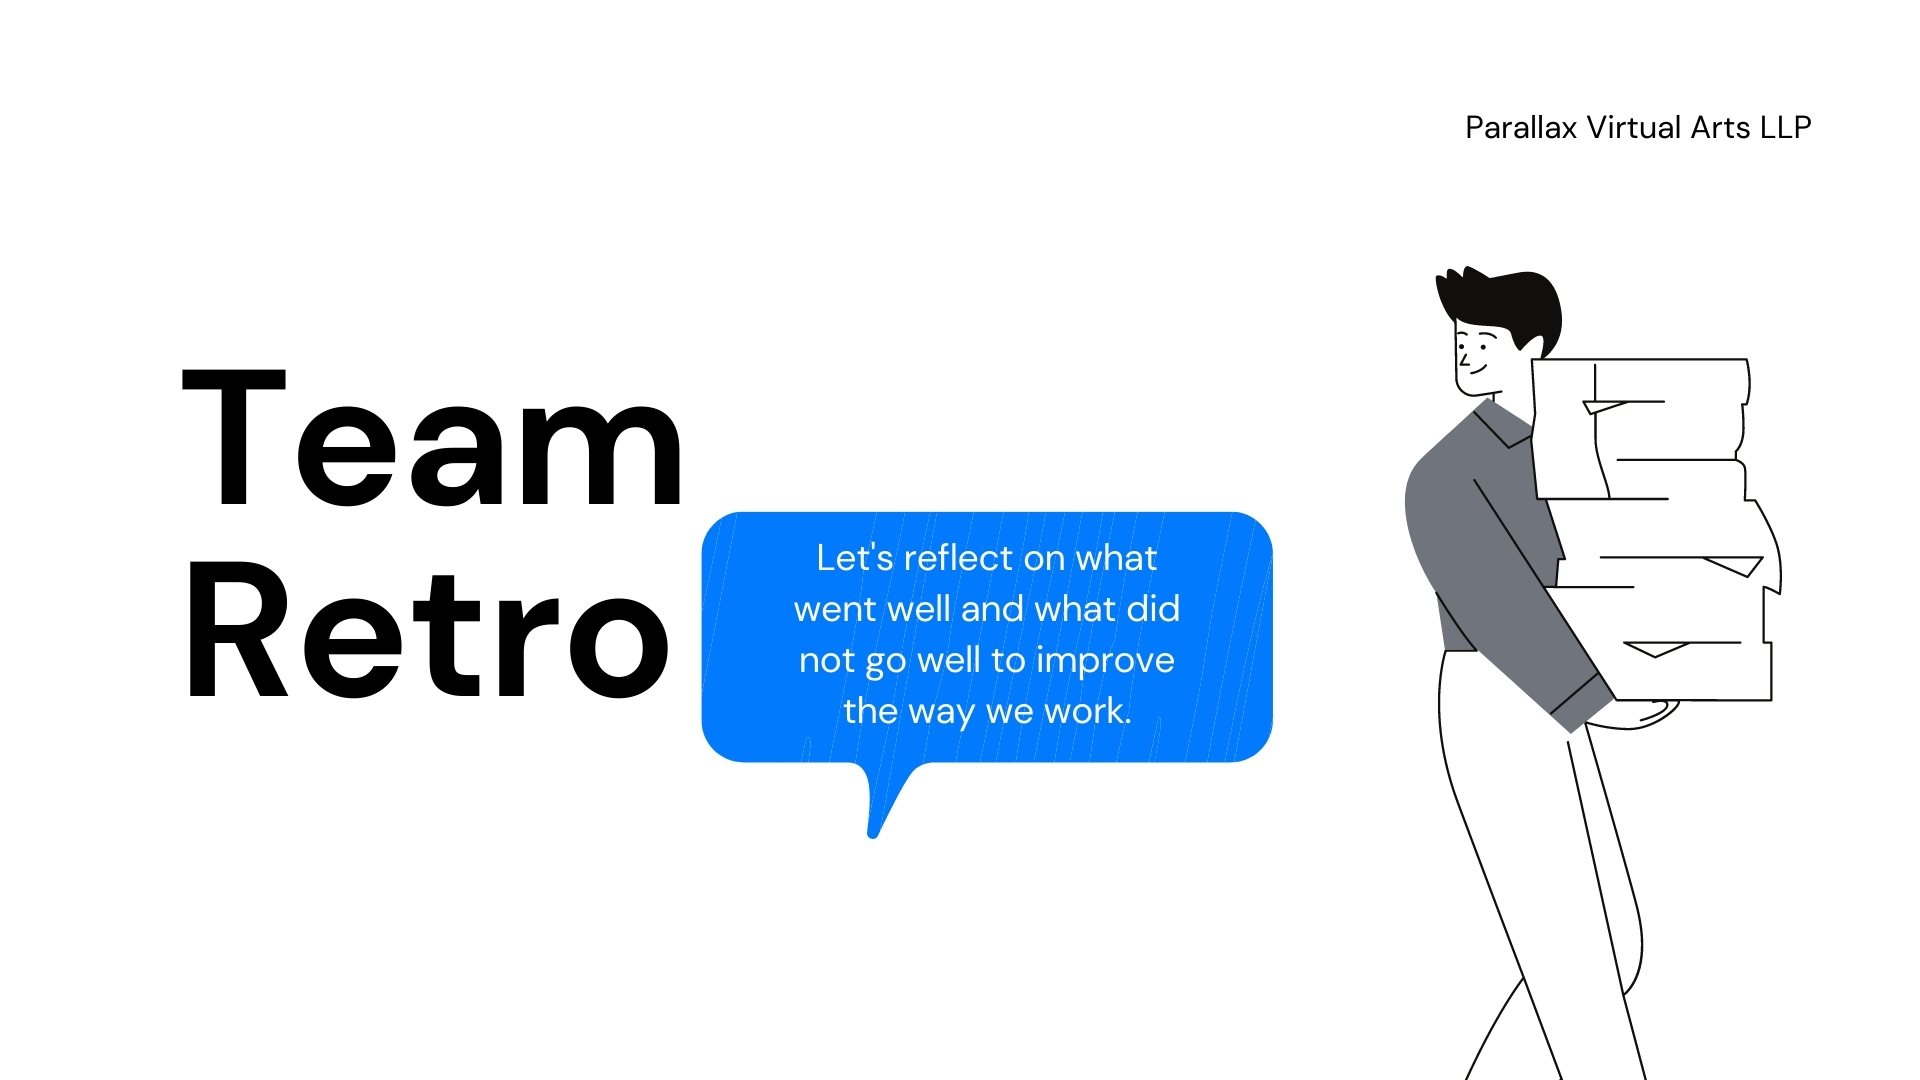 Parallax Virtual Arts LLP
Team
Retro
Let's reflect on what
went well and what did
not go well to improve
the way we work.